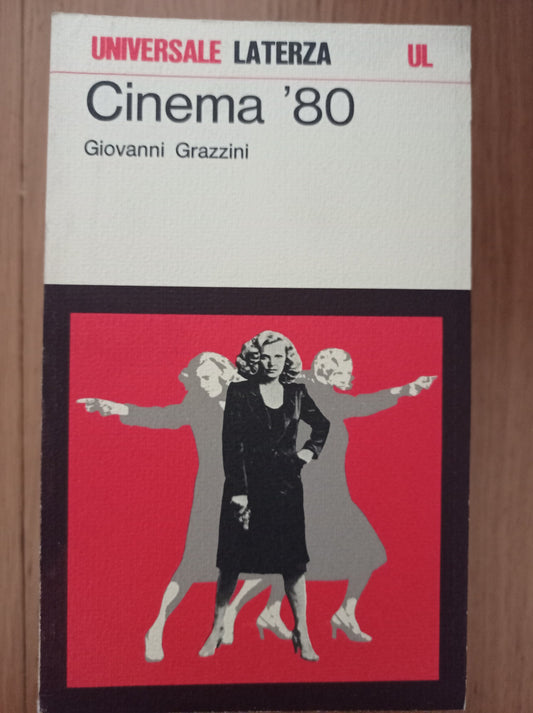 UNIVERSALE LATERZA UL
Cinema '80
Giovanni Grazzini